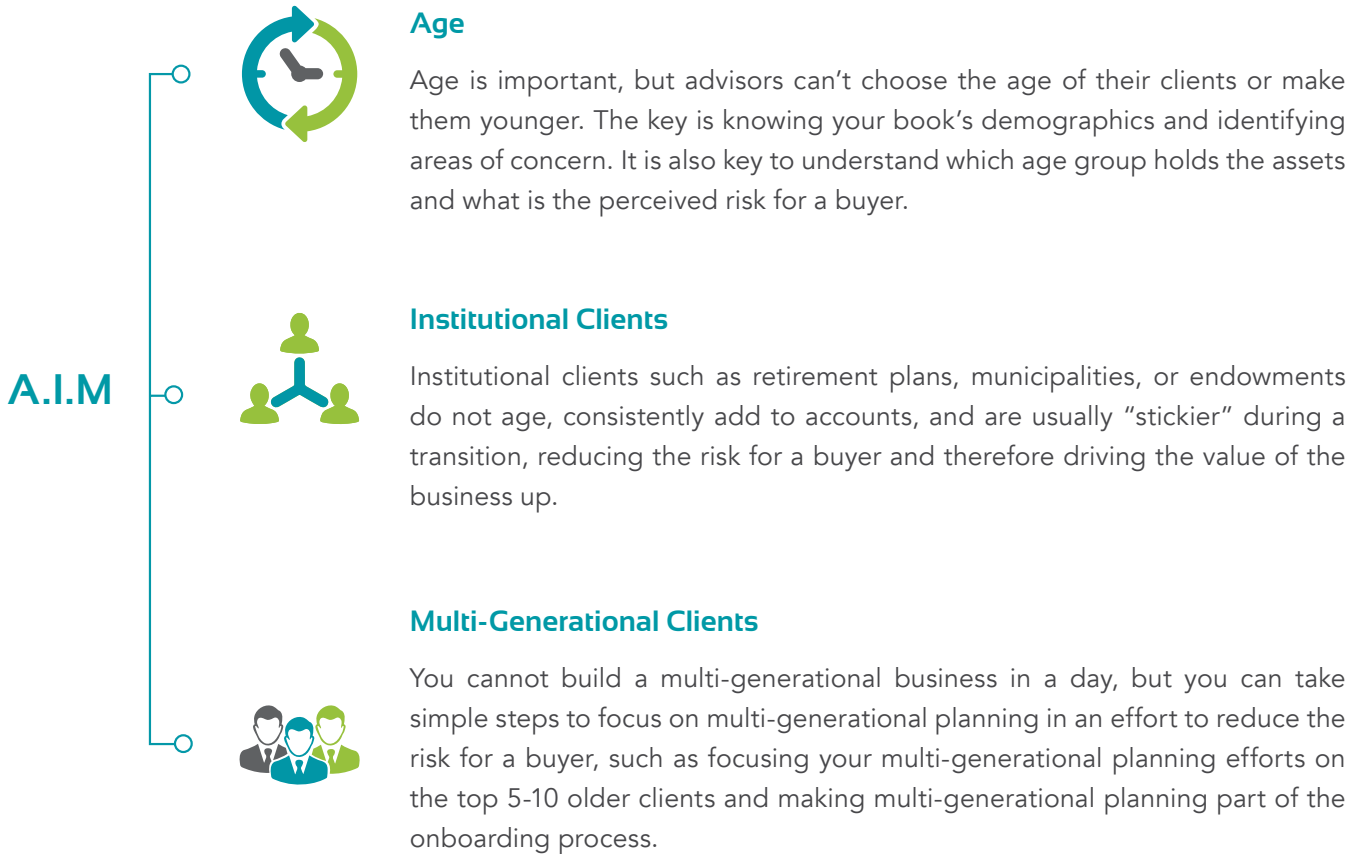 Age
Age is important, but advisors can’t choose the age of their clients or make
them younger. The key is knowing your book’s demographics and identifying
areas of concern. It is also key to understand which age group holds the assets
and what is the perceived risk for a buyer.
A.I.M
Institutional Clients
Institutional clients such as retirement plans, municipalities, or endowments
do not age, consistently add to accounts, and are usually “stickier” during a
transition, reducing the risk for a buyer and therefore driving the value of the
business up.
Multi-Generational Clients
You cannot build a multi-generational business in a day, but you can take
simple steps to focus on multi-generational planning in an effort to reduce the
risk for a buyer, such as focusing your multi-generational planning efforts on
the top 5-10 older clients and making multi-generational planning part of the
onboarding process.